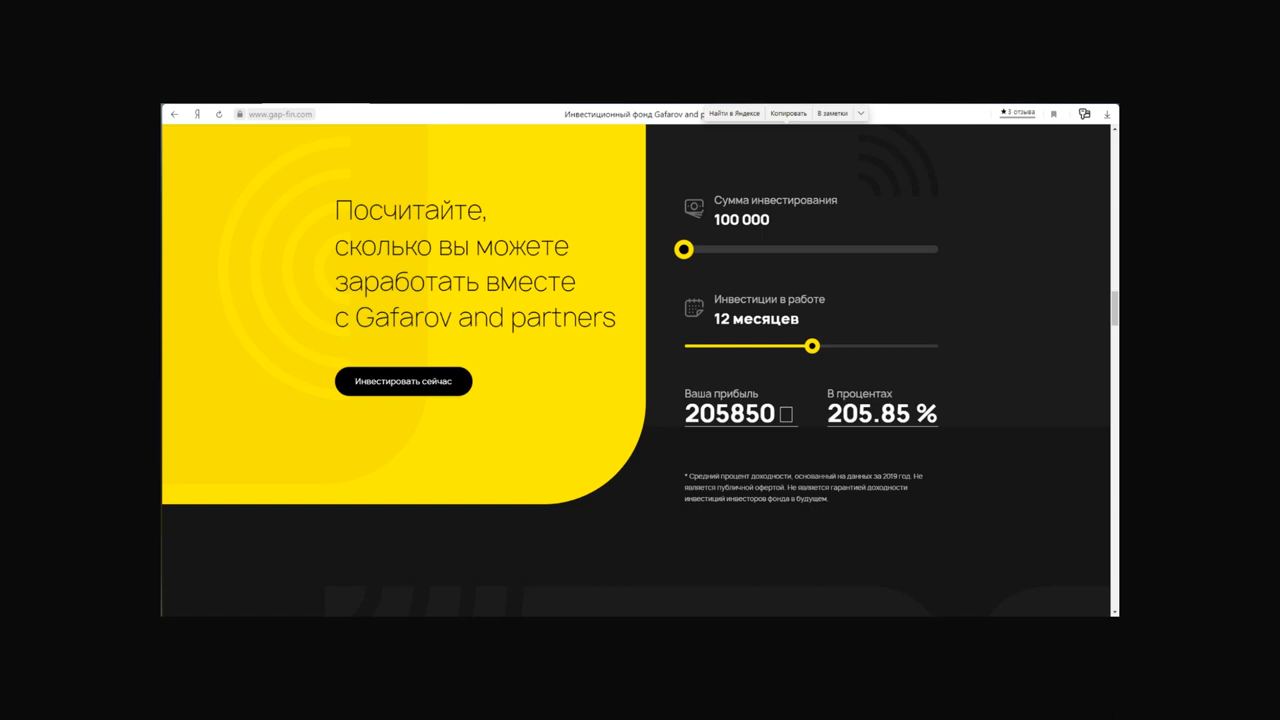 www.gap-fin.com
Инвестиционный фонд Gafarov and p
Найти в Яндексе
Копировать
В заметки
★ 3 отзыва
Посчитайте,
сколько вы можете
заработать вместе
с Gafarov and partners
Инвестировать сейчас
Сумма инвестирования
100 000
Инвестиции в работе
12 месяцев
Ваша прибыль
205850
В процентах
205.85 %
* Средний процент доходности, основанный на данных за 2019 год. Не
является публичной офертой. Не является гарантией доходности
инвестиций инвесторов фонда в будущем.